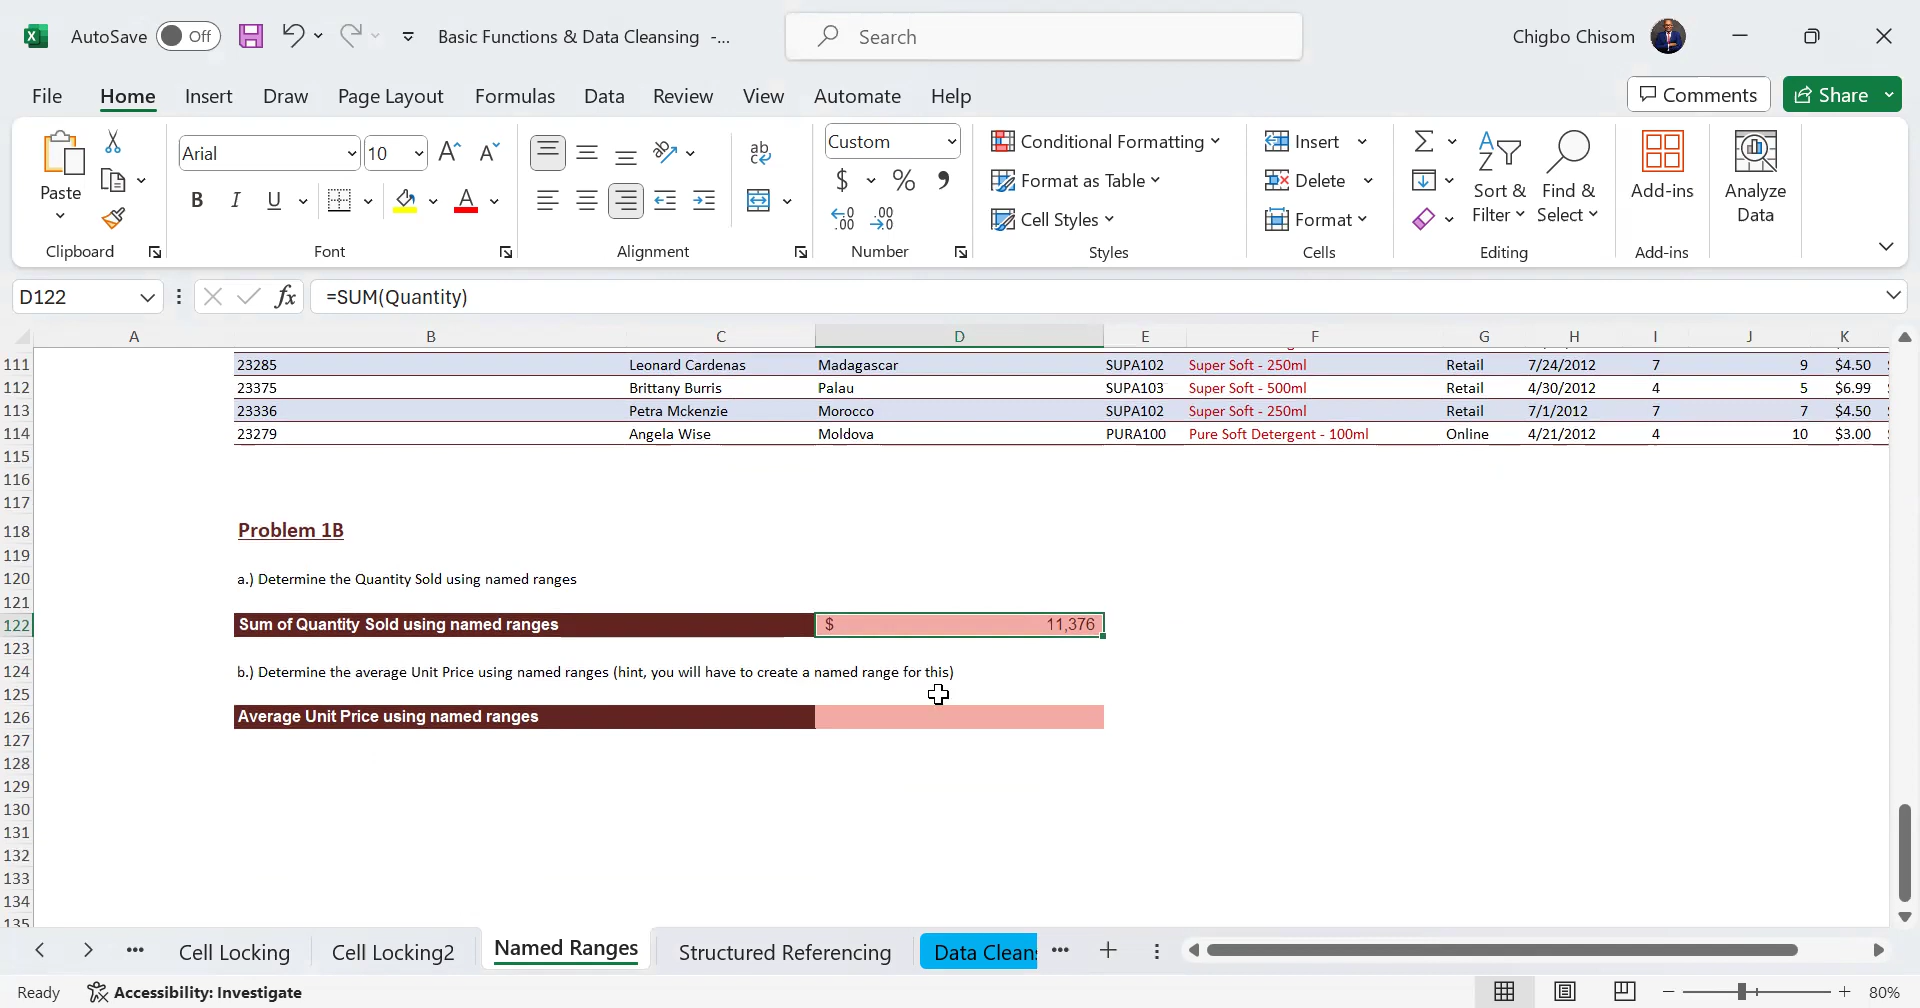 AutoSave Off Basic Functions & Data Cleansing -... Search Chigbo Chisom
File Home Insert Draw Page Layout Formulas Data Review View Automate Help Comments Share
Paste Arial 10 Custom Conditional Formatting Format as Table Cell Styles Insert Delete Format Sort & Filter Find & Select Add-ins Analyze Data
Clipboard Font Alignment Number Styles Cells Editing Add-ins
D122 =SUM(Quantity)
A B C D E F G H I J K
111 23285 Leonard Cardenas Madagascar SUPA102 Super Soft - 250ml Retail 7/24/2012 7 9 $4.50
112 23375 Brittany Burris Palau SUPA103 Super Soft - 500ml Retail 4/30/2012 4 5 $6.99
113 23336 Petra Mckenzie Morocco SUPA102 Super Soft - 250ml Retail 7/1/2012 7 7 $4.50
114 23279 Angela Wise Moldova PURA100 Pure Soft Detergent - 100ml Online 4/21/2012 4 10 $3.00
115
116
117
118 Problem 1B
119
120 a.) Determine the Quantity Sold using named ranges
121
122 Sum of Quantity Sold using named ranges $ 11,376
123
124 b.) Determine the average Unit Price using named ranges (hint, you will have to create a named range for this)
125
126 Average Unit Price using named ranges
127
128
129
130
131
132
133
134
135
Cell Locking Cell Locking2 Named Ranges Structured Referencing Data Cleans
Ready Accessibility: Investigate 80%